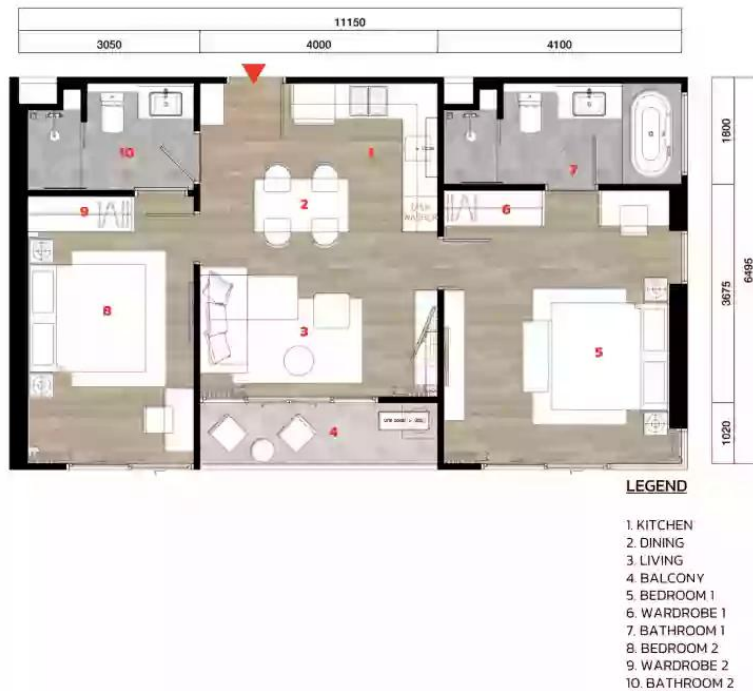 11150
3050
4000
4100
10
1
7
1800
2
9
6
DISH
WASHER
3675
6495
8
3
5
4
1020
LEGEND
1. KITCHEN
2. DINING
3. LIVING
4. BALCONY
5. BEDROOM 1
6. WARDROBE 1
7. BATHROOM 1
8. BEDROOM 2
9. WARDROBE 2
10. BATHROOM 2